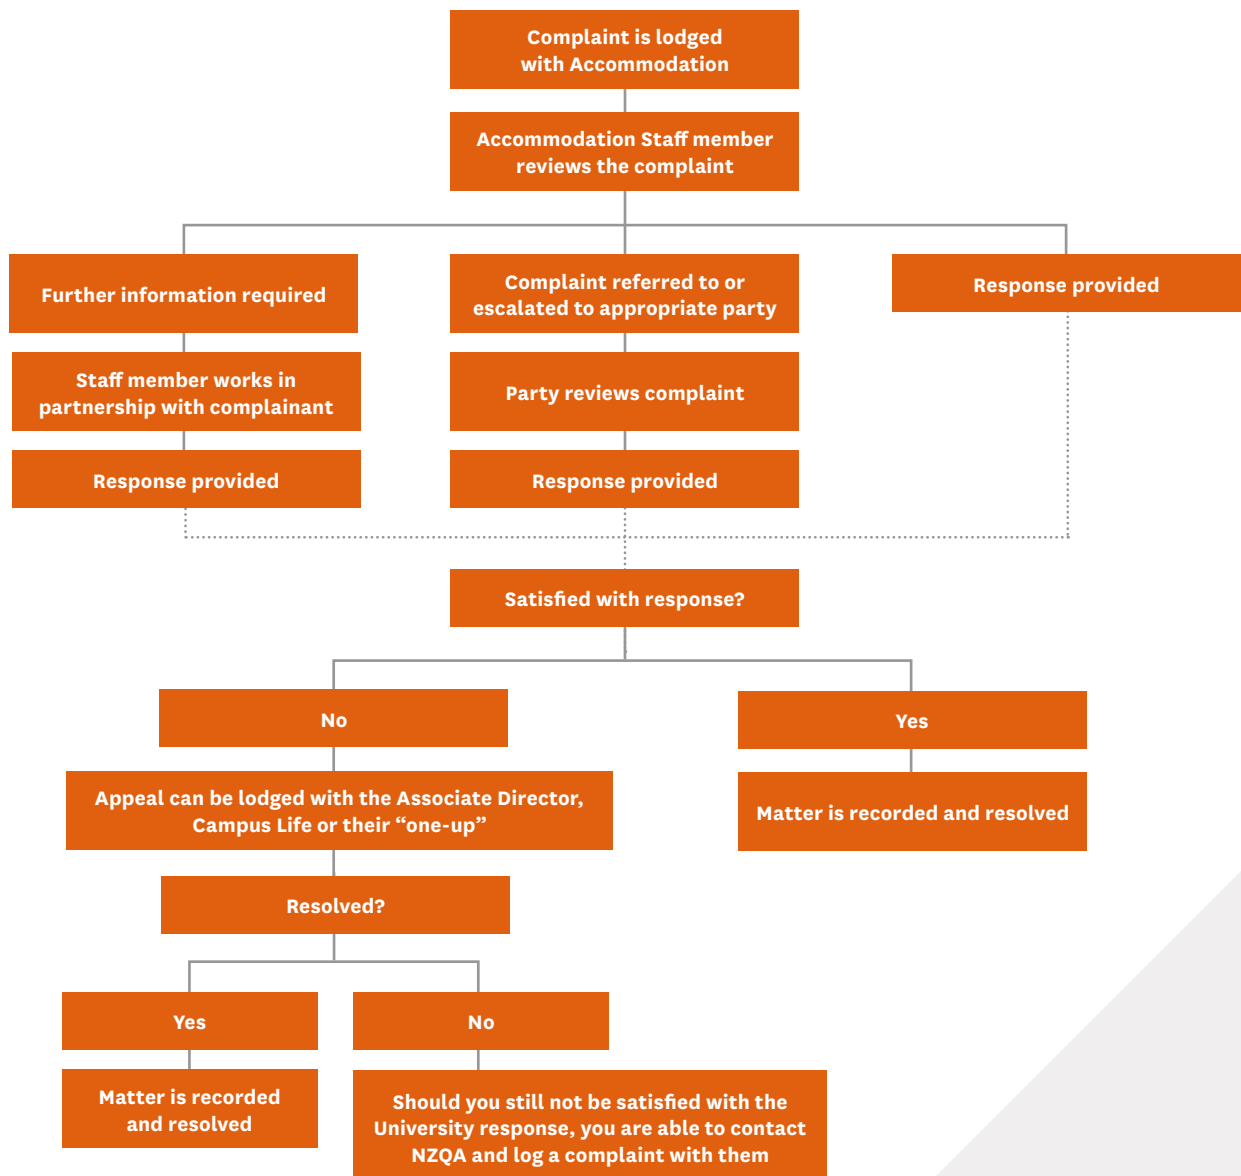 Complaint is lodged
with Accommodation
Accommodation Staff member
reviews the complaint
Further information required
Complaint referred to or
escalated to appropriate party
Response provided
Staff member works in
partnership with complainant
Party reviews complaint
Response provided
Response provided
Satisfied with response?
No
Yes
Appeal can be lodged with the Associate Director,
Campus Life or their “one-up”
Matter is recorded and resolved
Resolved?
Yes
No
Matter is recorded
and resolved
Should you still not be satisfied with the
University response, you are able to contact
NZQA and log a complaint with them